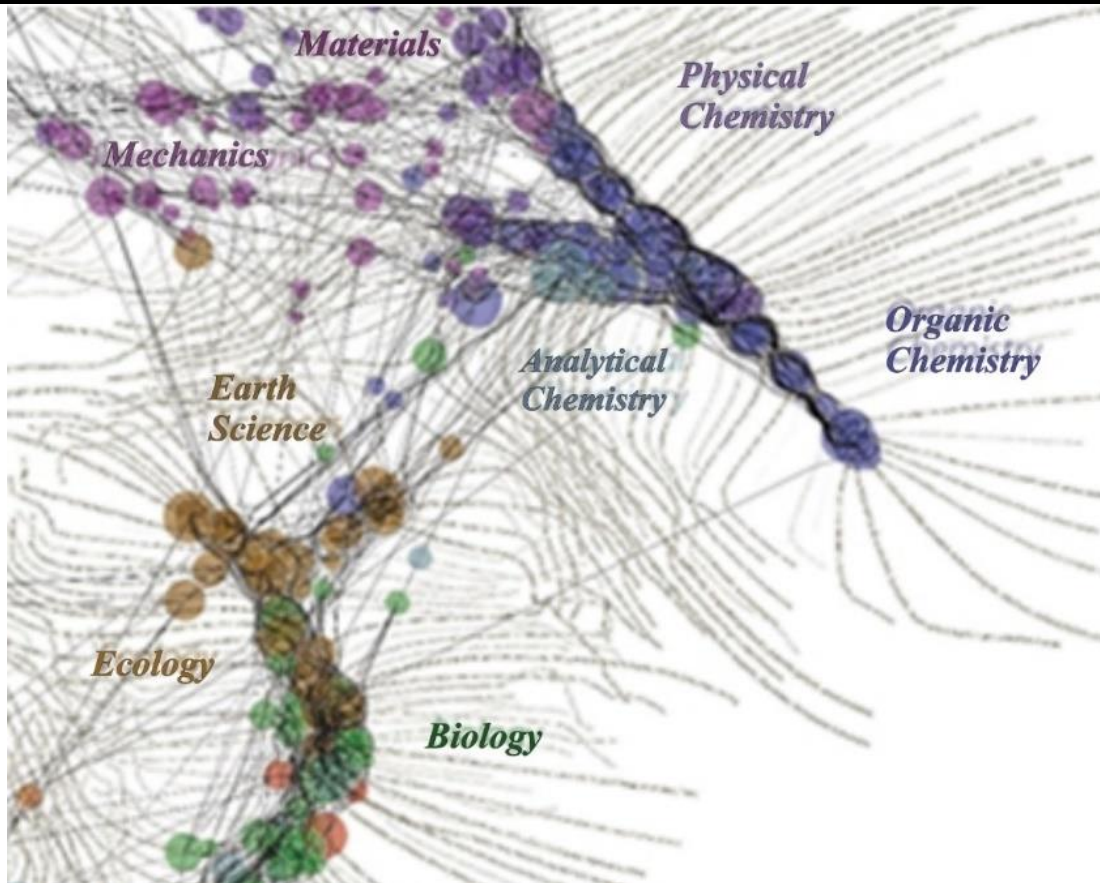 Materials
Physical
Chemistry
Mechanics
Organic
Chemistry
Analytical
Chemistry
Earth
Science
Ecology
Biology